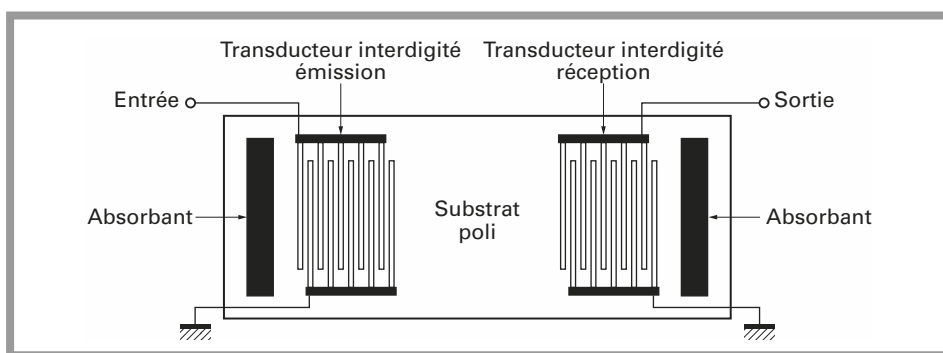 Transducteur interdigité
émission
Transducteur interdigité
réception
Entrée
Sortie
Absorbant
Substrat
poli
Absorbant